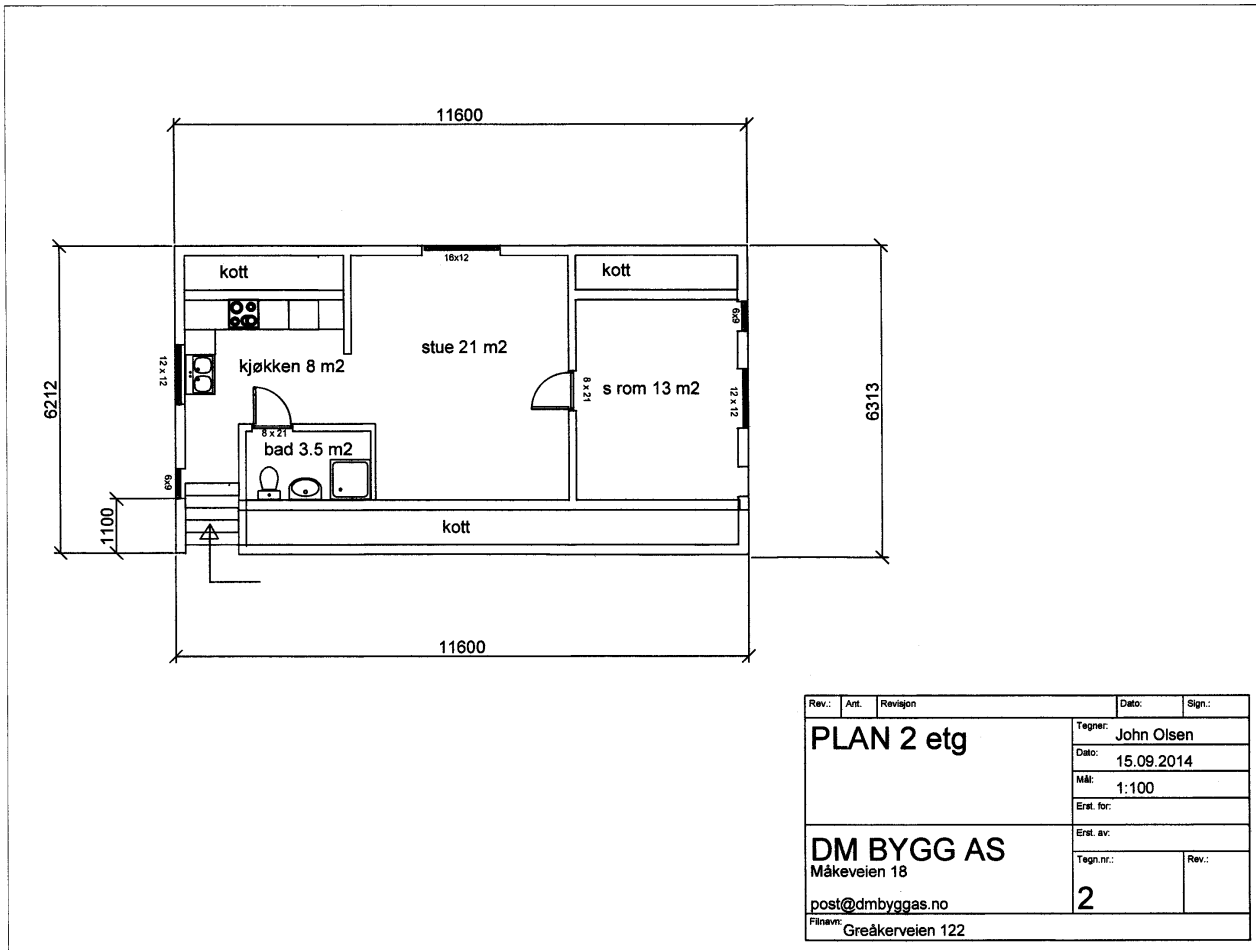 11600
16x12
kott
kott
6x9
12 x 12
kjøkken 8 m2
stue 21 m2
8 x 21
s rom 13 m2
12 x 12
6212
6313
8 x 21
bad 3.5 m2
6x9
1100
kott
11600
Rev.: Ant. Revisjon Dato: Sign.:
PLAN 2 etg
Tegner: John Olsen
Dato: 15.09.2014
Mål: 1:100
Erst. for:
Erst. av:
DM BYGG AS
Måkeveien 18
post@dmbyggas.no
Tegn.nr.: Rev.:
2
Filnavn: Greåkerveien 122